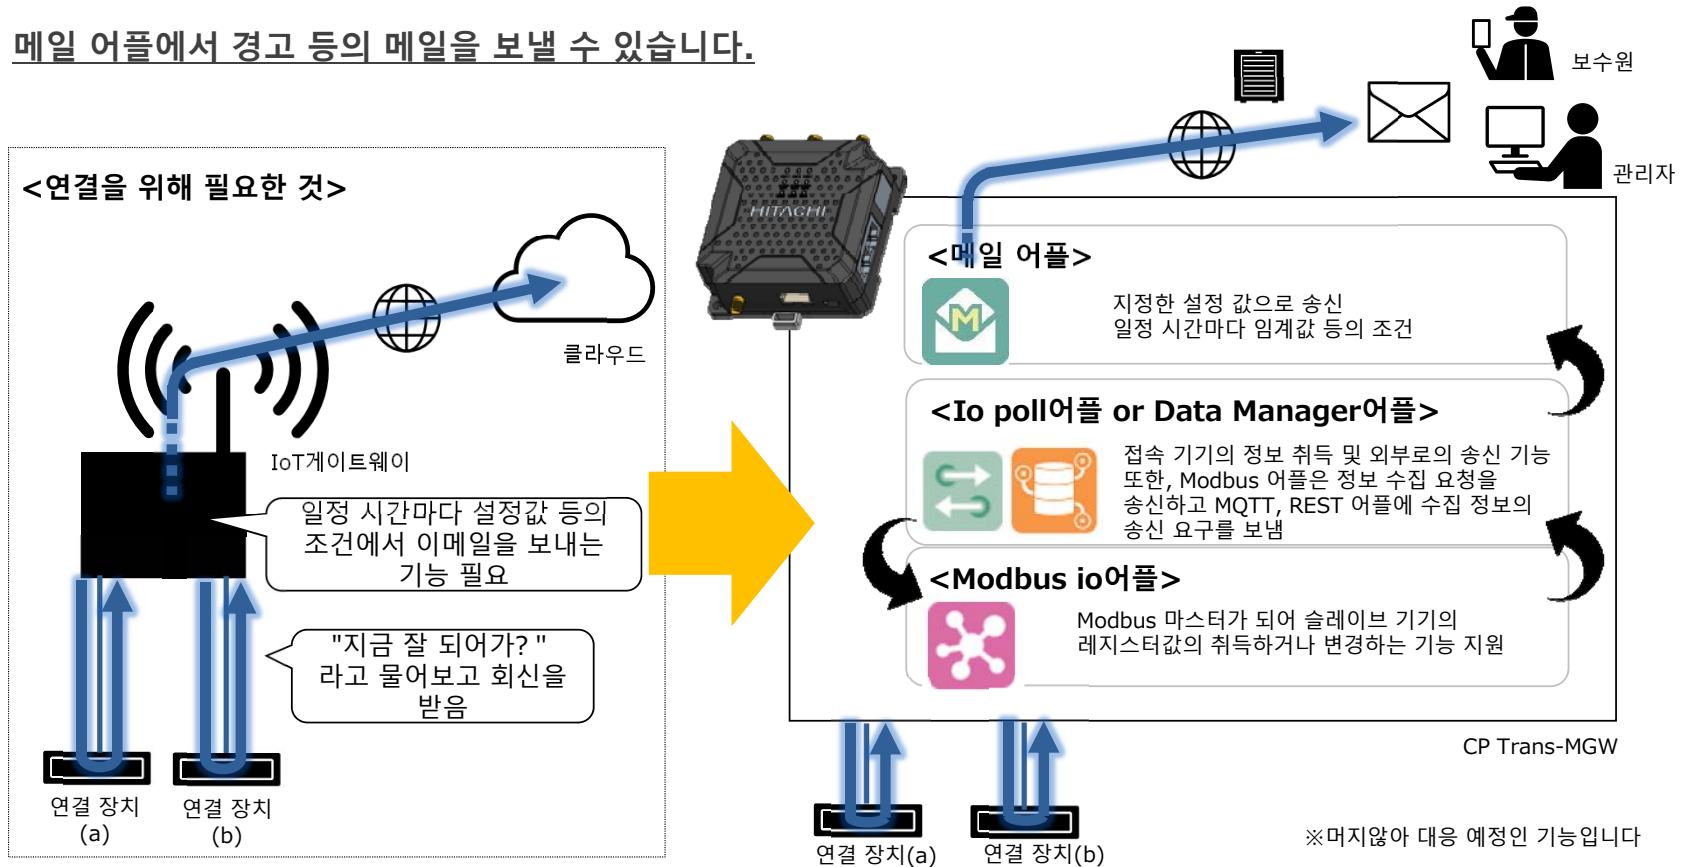 메일 어플에서 경고 등의 메일을 보낼 수 있습니다.
보수원
관리자
<연결을 위해 필요한 것>
클라우드
IoT게이트웨이
일정 시간마다 설정값 등의
조건에서 이메일을 보내는
기능 필요
"지금 잘 되어가? "
라고 물어보고 회신을
받음
연결 장치
(a)
연결 장치
(b)
HITACHI
<메일 어플>
M
지정한 설정 값으로 송신
일정 시간마다 임계값 등의 조건
<Io poll어플 or Data Manager어플>
접속 기기의 정보 취득 및 외부로의 송신 기능
또한, Modbus 어플은 정보 수집 요청을
송신하고 MQTT, REST 어플에 수집 정보의
송신 요구를 보냄
<Modbus io어플>
Modbus 마스터가 되어 슬레이브 기기의
레지스터값의 취득하거나 변경하는 기능 지원
CP Trans-MGW
연결 장치(a)
연결 장치(b)
※머지않아 대응 예정인 기능입니다